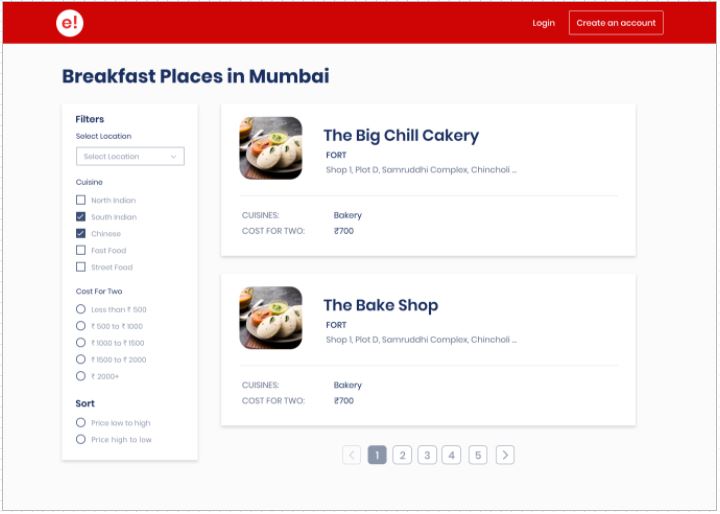 e!
Login
Create an account
Breakfast Places in Mumbai
Filters
Select Location
Select Location
Cuisine
North Indian
South Indian
Chinese
Fast Food
Street Food
Cost For Two
Less than ₹ 500
₹ 500 to ₹ 1000
₹ 1000 to ₹ 1500
₹ 1500 to ₹ 2000
₹ 2000+
Sort
Price low to high
Price high to low
The Big Chill Cakery
FORT
Shop 1, Plot D, Samruddhi Complex, Chincholi ...
CUISINES: Bakery
COST FOR TWO: ₹700
The Bake Shop
FORT
Shop 1, Plot D, Samruddhi Complex, Chincholi ...
CUISINES: Bakery
COST FOR TWO: ₹700
< 1 2 3 4 5 >